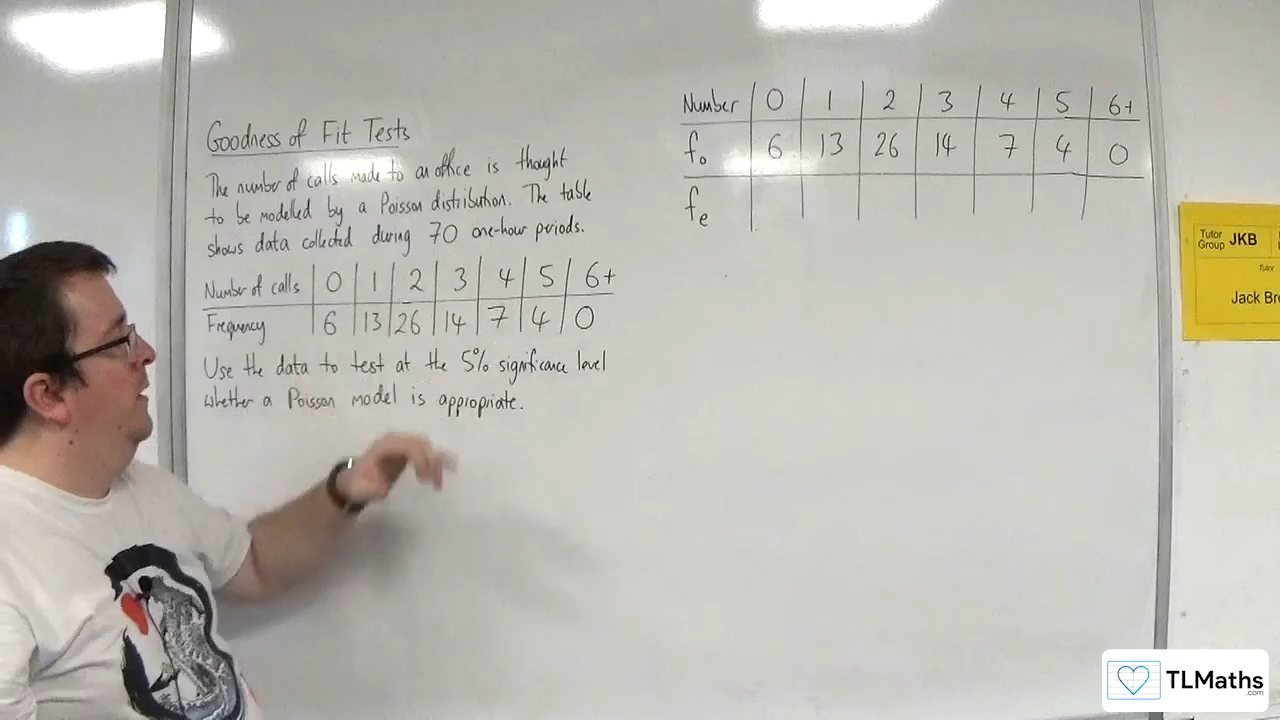 Goodness of Fit Tests
The number of calls made to an office is thought
to be modelled by a Poisson distribution. The table
shows data collected during 70 one-hour periods.
Number of calls 0 1 2 3 4 5 6+
Frequency 6 13 26 14 7 4 0
Use the data to test at the 5% significance level
whether a Poisson model is appropriate.
Number 0 1 2 3 4 5 6+
fo 6 13 26 14 7 4 0
fe
Tutor
Group JKB
Jack Bro
TLMaths
.com